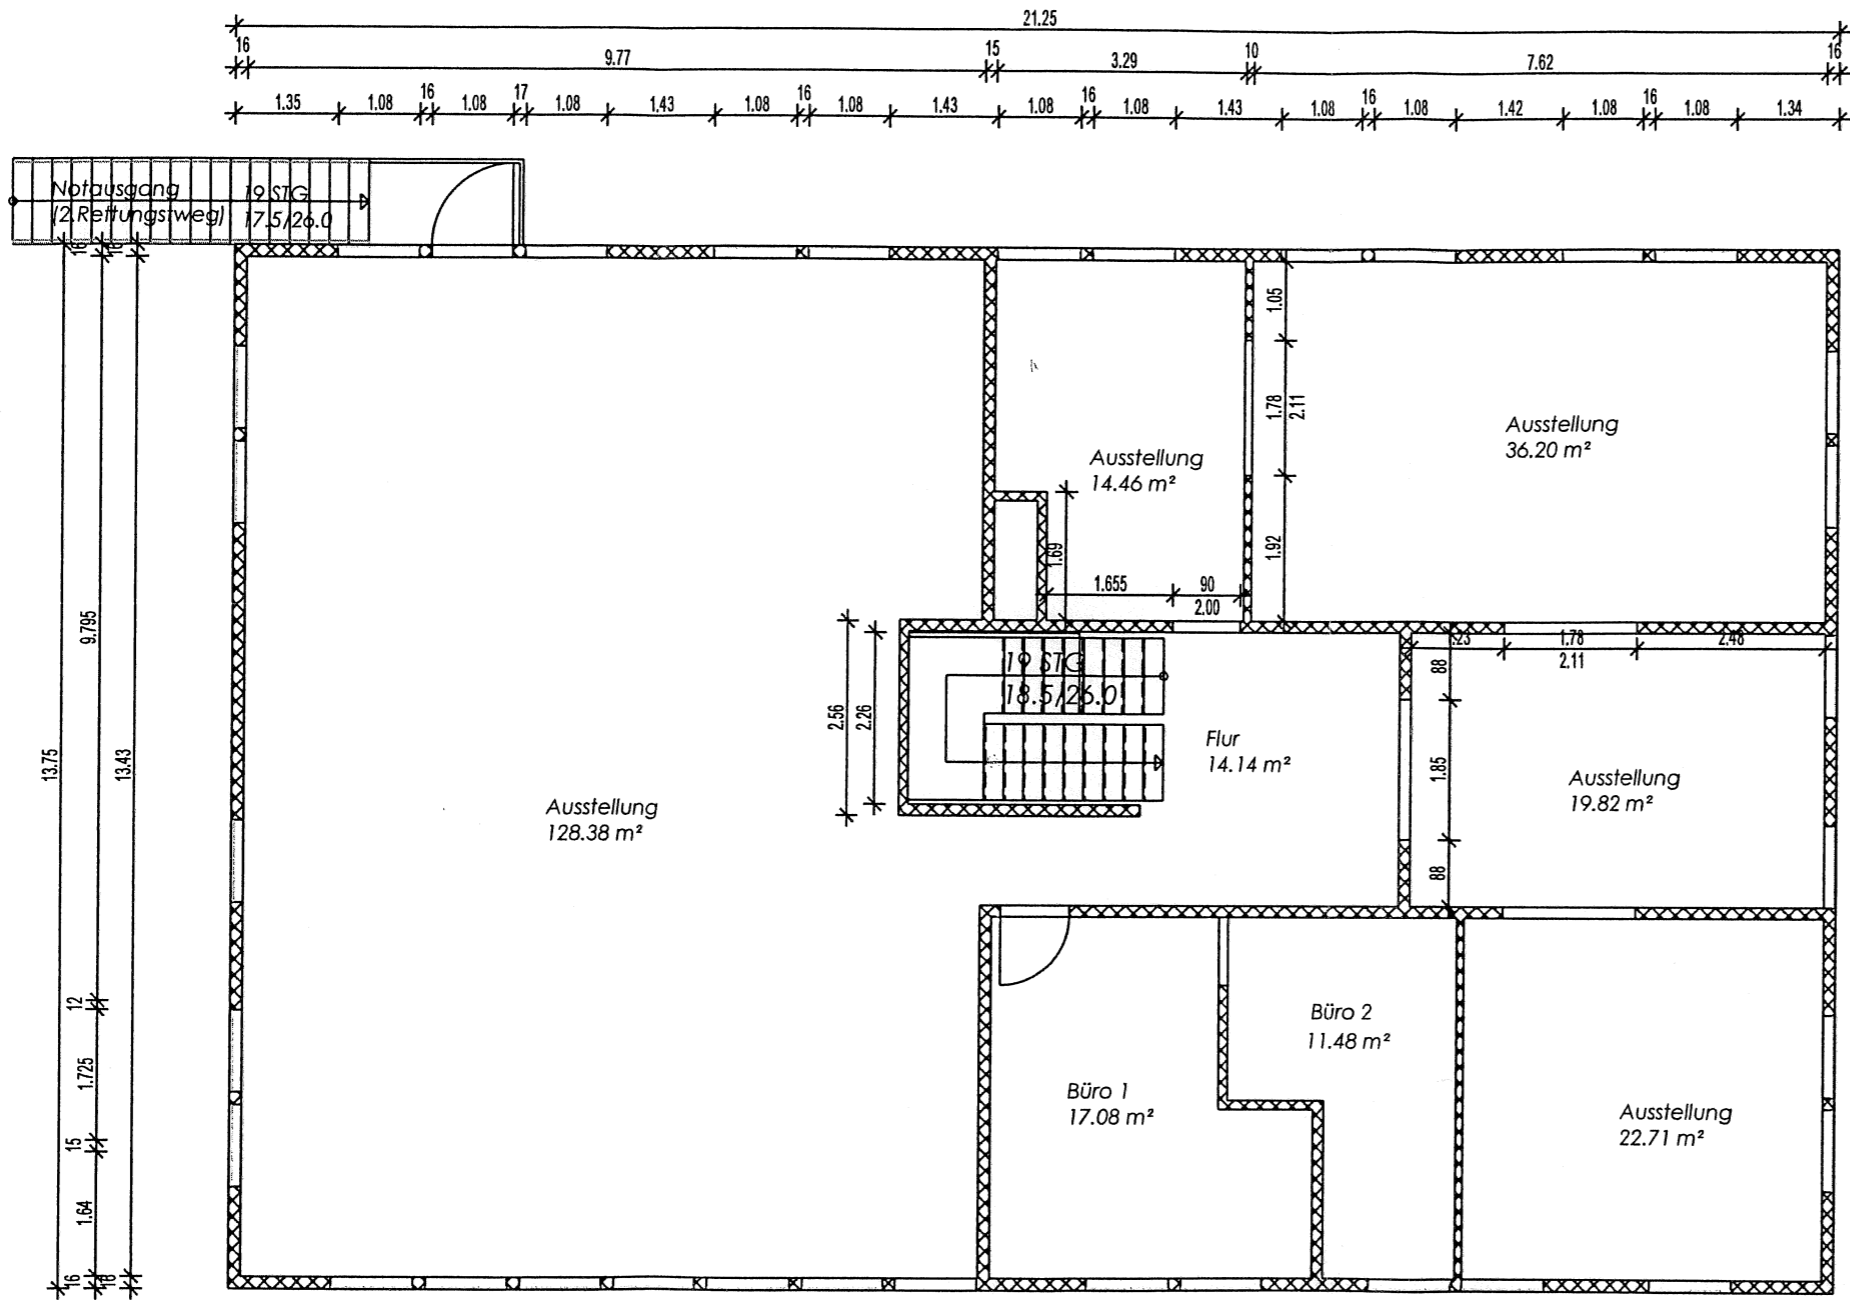 21.25
16 9.77 15 3.29 10 7.62 16
1.35 1.08 16 1.08 17 1.08 1.43 1.08 16 1.08 1.43 1.08 16 1.08 1.43 1.08 16 1.08 1.42 1.08 16 1.08 1.34
Notausgang 19 STG
(2.Rettungsweg) 17.5/26.0
16 16
1.05
1.78
2.11
1.92
Ausstellung
36.20 m²
Ausstellung
14.46 m²
1.69
1.655 90
2.00
.23 1.78 2.48
2.11
88
1.85
88
19 STG
18.5/26.0
2.56
2.26
Flur
14.14 m²
Ausstellung
19.82 m²
Ausstellung
128.38 m²
13.75
9.795
13.43
12
1.725
15
1.64
16 16
Büro 2
11.48 m²
Büro 1
17.08 m²
Ausstellung
22.71 m²